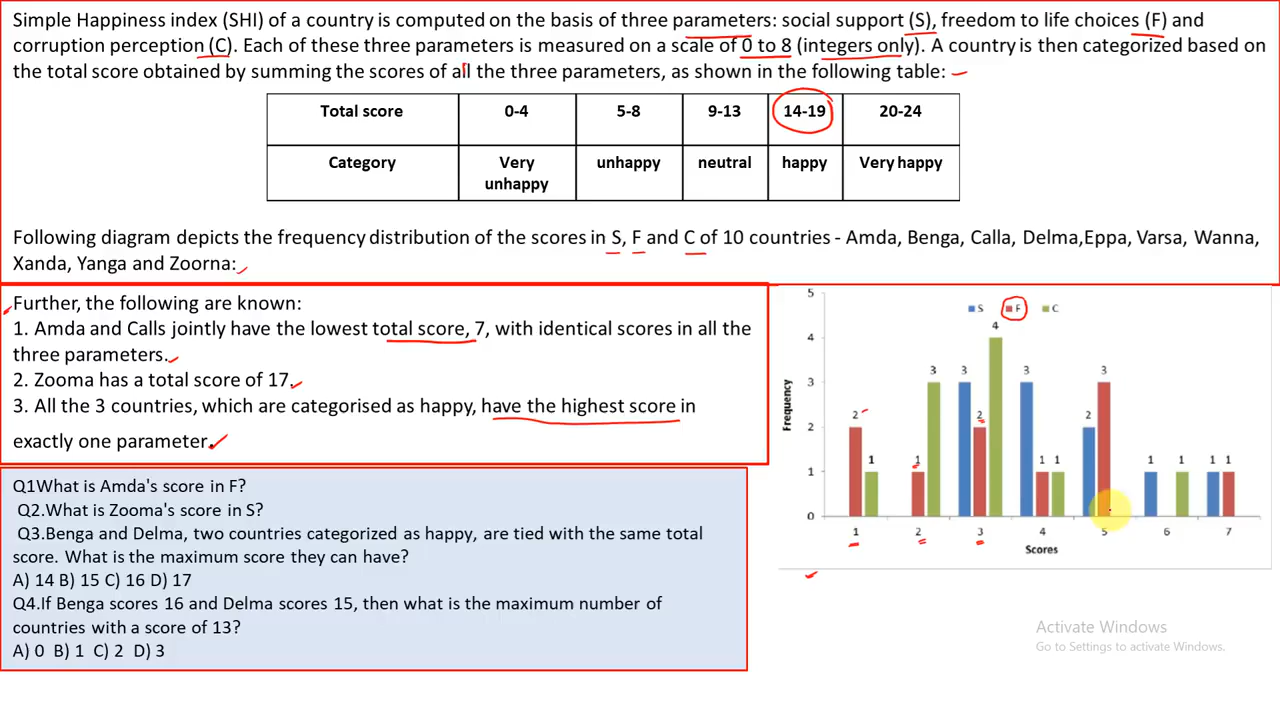 Simple Happiness index (SHI) of a country is computed on the basis of three parameters: social support (S), freedom to life choices (F) and
corruption perception (C). Each of these three parameters is measured on a scale of 0 to 8 (integers only). A country is then categorized based on
the total score obtained by summing the scores of all the three parameters, as shown in the following table:
Total score 0-4 5-8 9-13 14-19 20-24
Category Very unhappy unhappy neutral happy Very happy
Following diagram depicts the frequency distribution of the scores in S, F and C of 10 countries - Amda, Benga, Calla, Delma,Eppa, Varsa, Wanna,
Xanda, Yanga and Zoorna:
Further, the following are known:
1. Amda and Calls jointly have the lowest total score, 7, with identical scores in all the
three parameters.
2. Zooma has a total score of 17.
3. All the 3 countries, which are categorised as happy, have the highest score in
exactly one parameter.
Q1What is Amda's score in F?
Q2.What is Zooma's score in S?
Q3.Benga and Delma, two countries categorized as happy, are tied with the same total
score. What is the maximum score they can have?
A) 14 B) 15 C) 16 D) 17
Q4.If Benga scores 16 and Delma scores 15, then what is the maximum number of
countries with a score of 13?
A) 0 B) 1 C) 2 D) 3
S F C
Frequency
5
4
3
2
1
0
2 1 1 3 3 2 4 3 1 1 2 3 1 1 1 1
1 2 3 4 5 6 7
Scores
Activate Windows
Go to Settings to activate Windows.